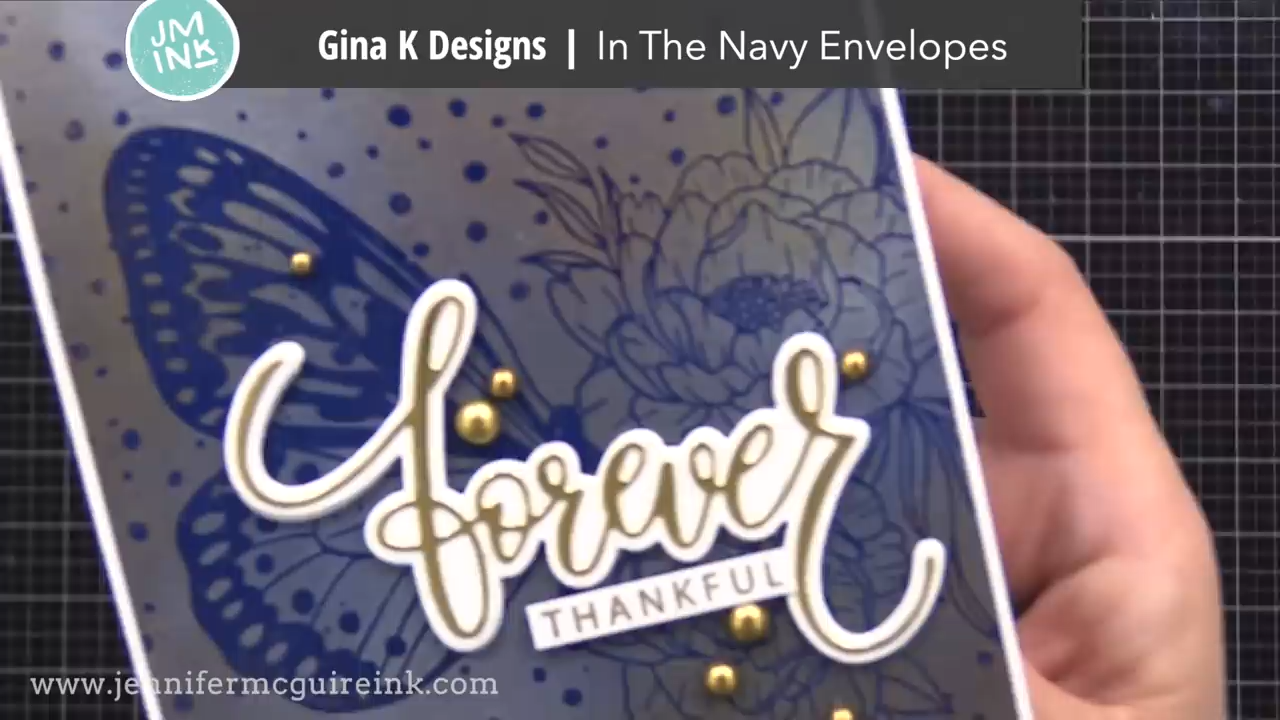 JM
INK
Gina K Designs | In The Navy Envelopes
forever
THANKFUL
www.jennifermcguireink.com